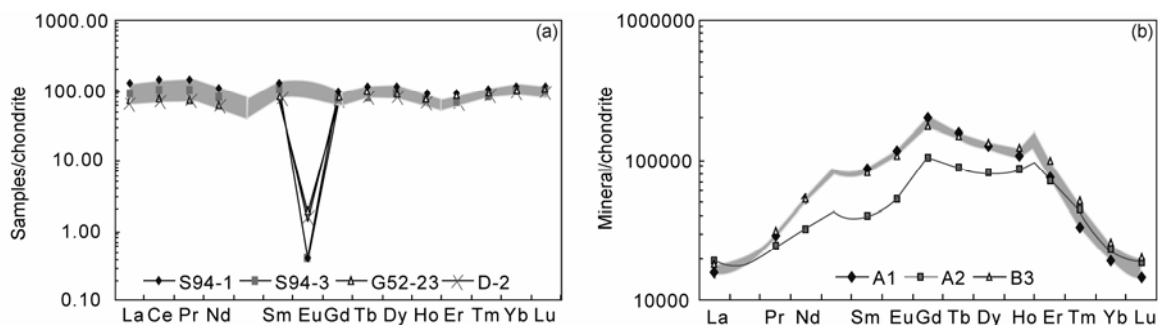 (a)
Samples/chondrite
1000.00
100.00
10.00
1.00
0.10
S94-1 S94-3 G52-23 D-2
La Ce Pr Nd Sm Eu Gd Tb Dy Ho Er Tm Yb Lu
(b)
Mineral/chondrite
1000000
100000
10000
A1 A2 B3
La Pr Nd Sm Eu Gd Tb Dy Ho Er Tm Yb Lu